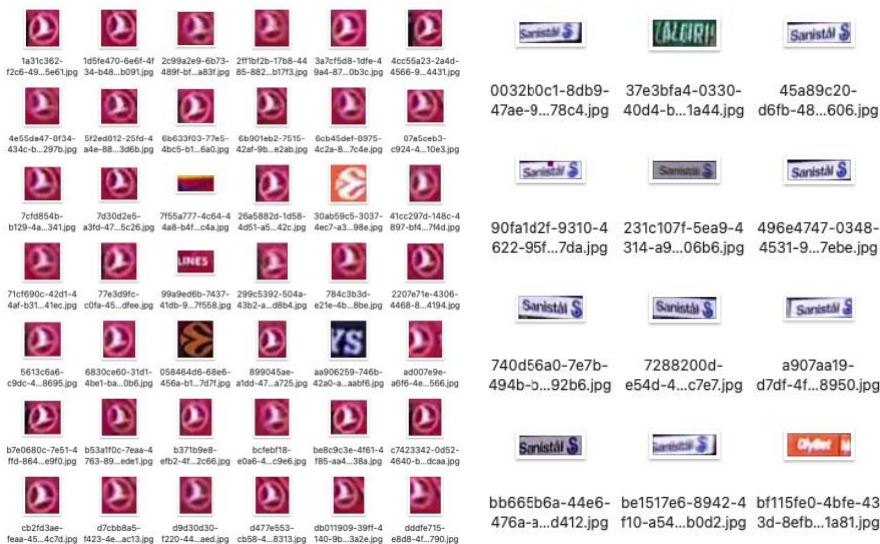 1a31c362- 1d5fe470-6e6f-4f 2c99a2e9-6b73- 2ff1bf2b-17b8-44 3a7cf5d8-1dfe-4 4cc55a23-2a4d-
f2c6-49...5e61.jpg 34-b48...b091.jpg 489f-bf...a83f.jpg 85-882...b17f3.jpg 9a4-87...0b3c.jpg 4566-9...4431.jpg
4e55da47-0f34- 5f2ed812-25fd-4 6b633f03-77e5- 6b901eb2-7515- 6cb45def-8975- 07a5ceb3-
434c-b...297b.jpg a4e-88...3d6b.jpg 4bc5-b1...6a0.jpg 42af-9b...e2ab.jpg 4c2a-8...7c4e.jpg c924-4...10e3.jpg
7cfd854b- 7d30d2e5- 7f55a777-4c64-4 26a5882d-1d58- 30ab59c5-3037- 41cc297d-148c-4
b129-4a...341.jpg a3fd-47...5c26.jpg 4a8-b4f...c4a.jpg 4d51-a5...42c.jpg 4ec7-a3...98e.jpg 897-bf4...7f4d.jpg
LINES
71cf690c-42d1-4 77e3d9fc- 99a9ed6b-7437- 299c5392-504a- 784c3b3d- 2207e71e-4306-
4af-b31...41ec.jpg c0fa-45...dfee.jpg 41db-9...7f558.jpg 43b2-a...d8b4.jpg e21e-4b...8be.jpg 4468-8...4194.jpg
YS
5613c6a6- 6830ce60-31d1- 058464d6-68e6- 899045ae- aa906259-746b- ad007e9e-
c9dc-4...8695.jpg 4be1-ba...0b6.jpg 456a-b1...7d7f.jpg a1dd-47...a725.jpg 42a0-a...aabf6.jpg a6f6-4e...566.jpg
b7e0680c-7e51-4 b53a1f0c-7eaa-4 b371b9e8- bcfebf18- be8c9c3e-4f61-4 c7423342-0d52-
ffd-864...e9f0.jpg 763-89...ede1.jpg efb2-4f...2c66.jpg e0a6-4...c9e6.jpg f85-aa4...38a.jpg 4640-b...dcaa.jpg
cb2fd3ae- d7cbb8a5- d9d30d30- d477e553- db011909-39ff-4 dddfe715-
feaa-45...4c7d.jpg f423-4e...ac13.jpg f220-44...aed.jpg cb58-4...8313.jpg 140-9b...3a2e.jpg e8d8-4f...790.jpg
Sanistål S ZALGIRI Sanistål S
0032b0c1-8db9- 37e3bfa4-0330- 45a89c20-
47ae-9...78c4.jpg 40d4-b...1a44.jpg d6fb-48...606.jpg
Sanistål S Sanistål S Sanistål S
90fa1d2f-9310-4 231c107f-5ea9-4 496e4747-0348-
622-95f...7da.jpg 314-a9...06b6.jpg 4531-9...7ebe.jpg
Sanistål S Sanistål S Sanistål S
740d56a0-7e7b- 7288200d- a907aa19-
494b-b...92b6.jpg e54d-4...c7e7.jpg d7df-4f...8950.jpg
Sanistål S Sanistål S OlyBet
bb665b6a-44e6- be1517e6-8942-4 bf115fe0-4bfe-43
476a-a...d412.jpg f10-a54...b0d2.jpg 3d-8efb...1a81.jpg